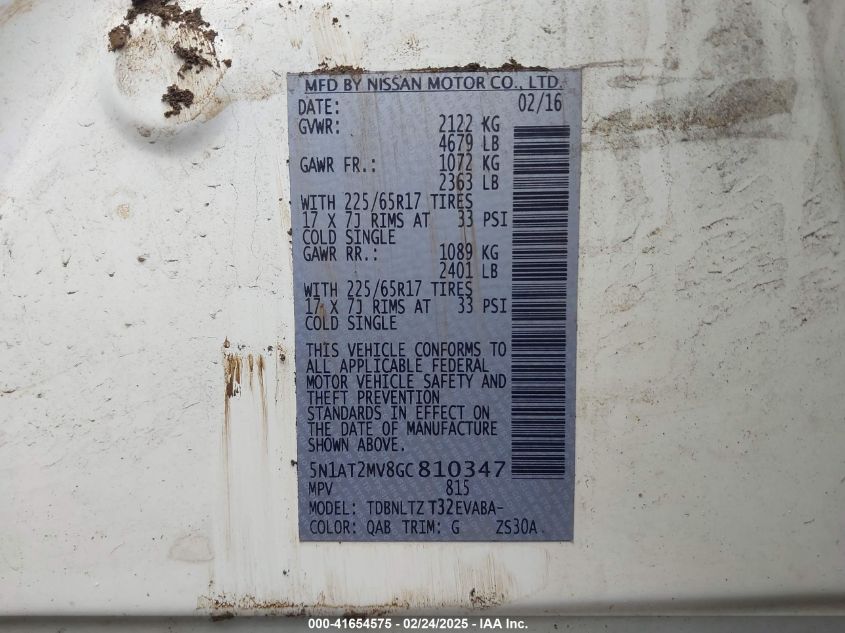 MFD BY NISSAN MOTOR CO., LTD.
DATE: 02/16
GVWR: 2122 KG
4679 LB
GAWR FR.: 1072 KG
2363 LB
WITH 225/65R17 TIRES
17 X 7J RIMS AT 33 PSI
COLD SINGLE
GAWR RR.: 1089 KG
2401 LB
WITH 225/65R17 TIRES
17 X 7J RIMS AT 33 PSI
COLD SINGLE
THIS VEHICLE CONFORMS TO
ALL APPLICABLE FEDERAL
MOTOR VEHICLE SAFETY AND
THEFT PREVENTION
STANDARDS IN EFFECT ON
THE DATE OF MANUFACTURE
SHOWN ABOVE.
5N1AT2MV8GC810347
MPV 815
MODEL: TDBNLTZ T32EVABA-
COLOR: QAB TRIM: G ZS30A
000-41654575 - 02/24/2025 - IAA Inc.